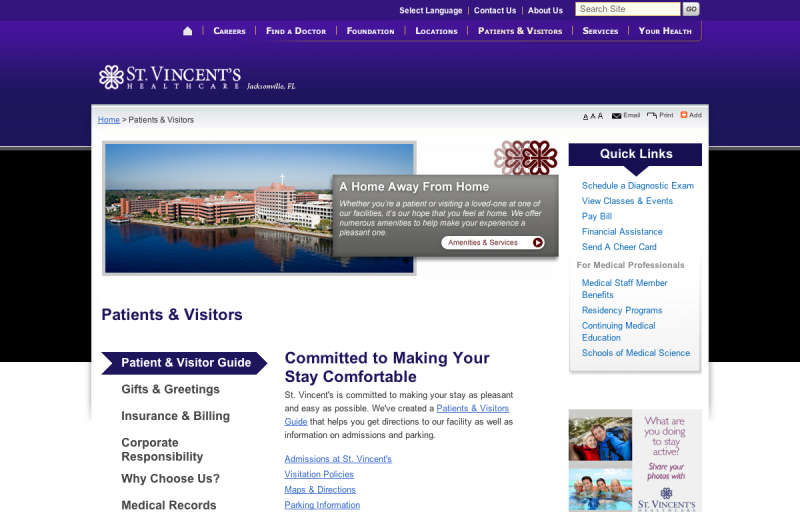 Select Language | Contact Us | About Us
Search Site
GO
Careers | Find a Doctor | Foundation | Locations | Patients & Visitors | Services | Your Health
St. Vincent's
HEALTHCARE
Jacksonville, FL
Home > Patients & Visitors
A A A Email Print Add
A Home Away From Home
Whether you're a patient or visiting a loved-one at one of
our facilities, it's our hope that you feel at home. We offer
numerous amenities to help make your experience a
pleasant one.
Amenities & Services
Quick Links
Schedule a Diagnostic Exam
View Classes & Events
Pay Bill
Financial Assistance
Send A Cheer Card
For Medical Professionals
Medical Staff Member
Benefits
Residency Programs
Continuing Medical
Education
Schools of Medical Science
Patients & Visitors
Patient & Visitor Guide
Gifts & Greetings
Insurance & Billing
Corporate
Responsibility
Why Choose Us?
Medical Records
Committed to Making Your
Stay Comfortable
St. Vincent's is committed to making your stay as pleasant
and easy as possible. We've created a Patients & Visitors
Guide that helps you get directions to our facility as well as
information on admissions and parking.
Admissions at St. Vincent's
Visitation Policies
Maps & Directions
Parking Information
What are
you doing
to stay
active?
Share your
photos with
St. Vincent's
HEALTHCARE